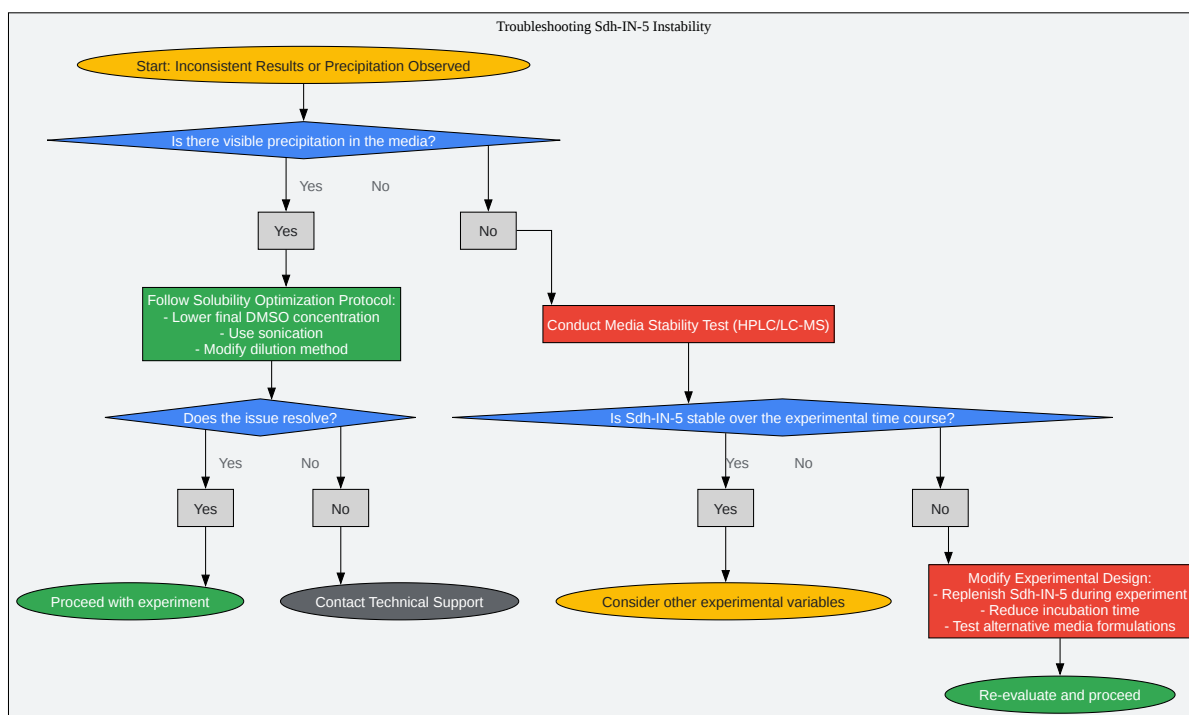 Troubleshooting Sdh-IN-5 Instability
Start: Inconsistent Results or Precipitation Observed
Is there visible precipitation in the media?
Yes
No
Yes
No
Follow Solubility Optimization Protocol:
- Lower final DMSO concentration
- Use sonication
- Modify dilution method
Conduct Media Stability Test (HPLC/LC-MS)
Does the issue resolve?
Is Sdh-IN-5 stable over the experimental time course?
Yes
No
Yes
No
Yes
No
Yes
No
Proceed with experiment
Contact Technical Support
Consider other experimental variables
Modify Experimental Design:
- Replenish Sdh-IN-5 during experiment
- Reduce incubation time
- Test alternative media formulations
Re-evaluate and proceed